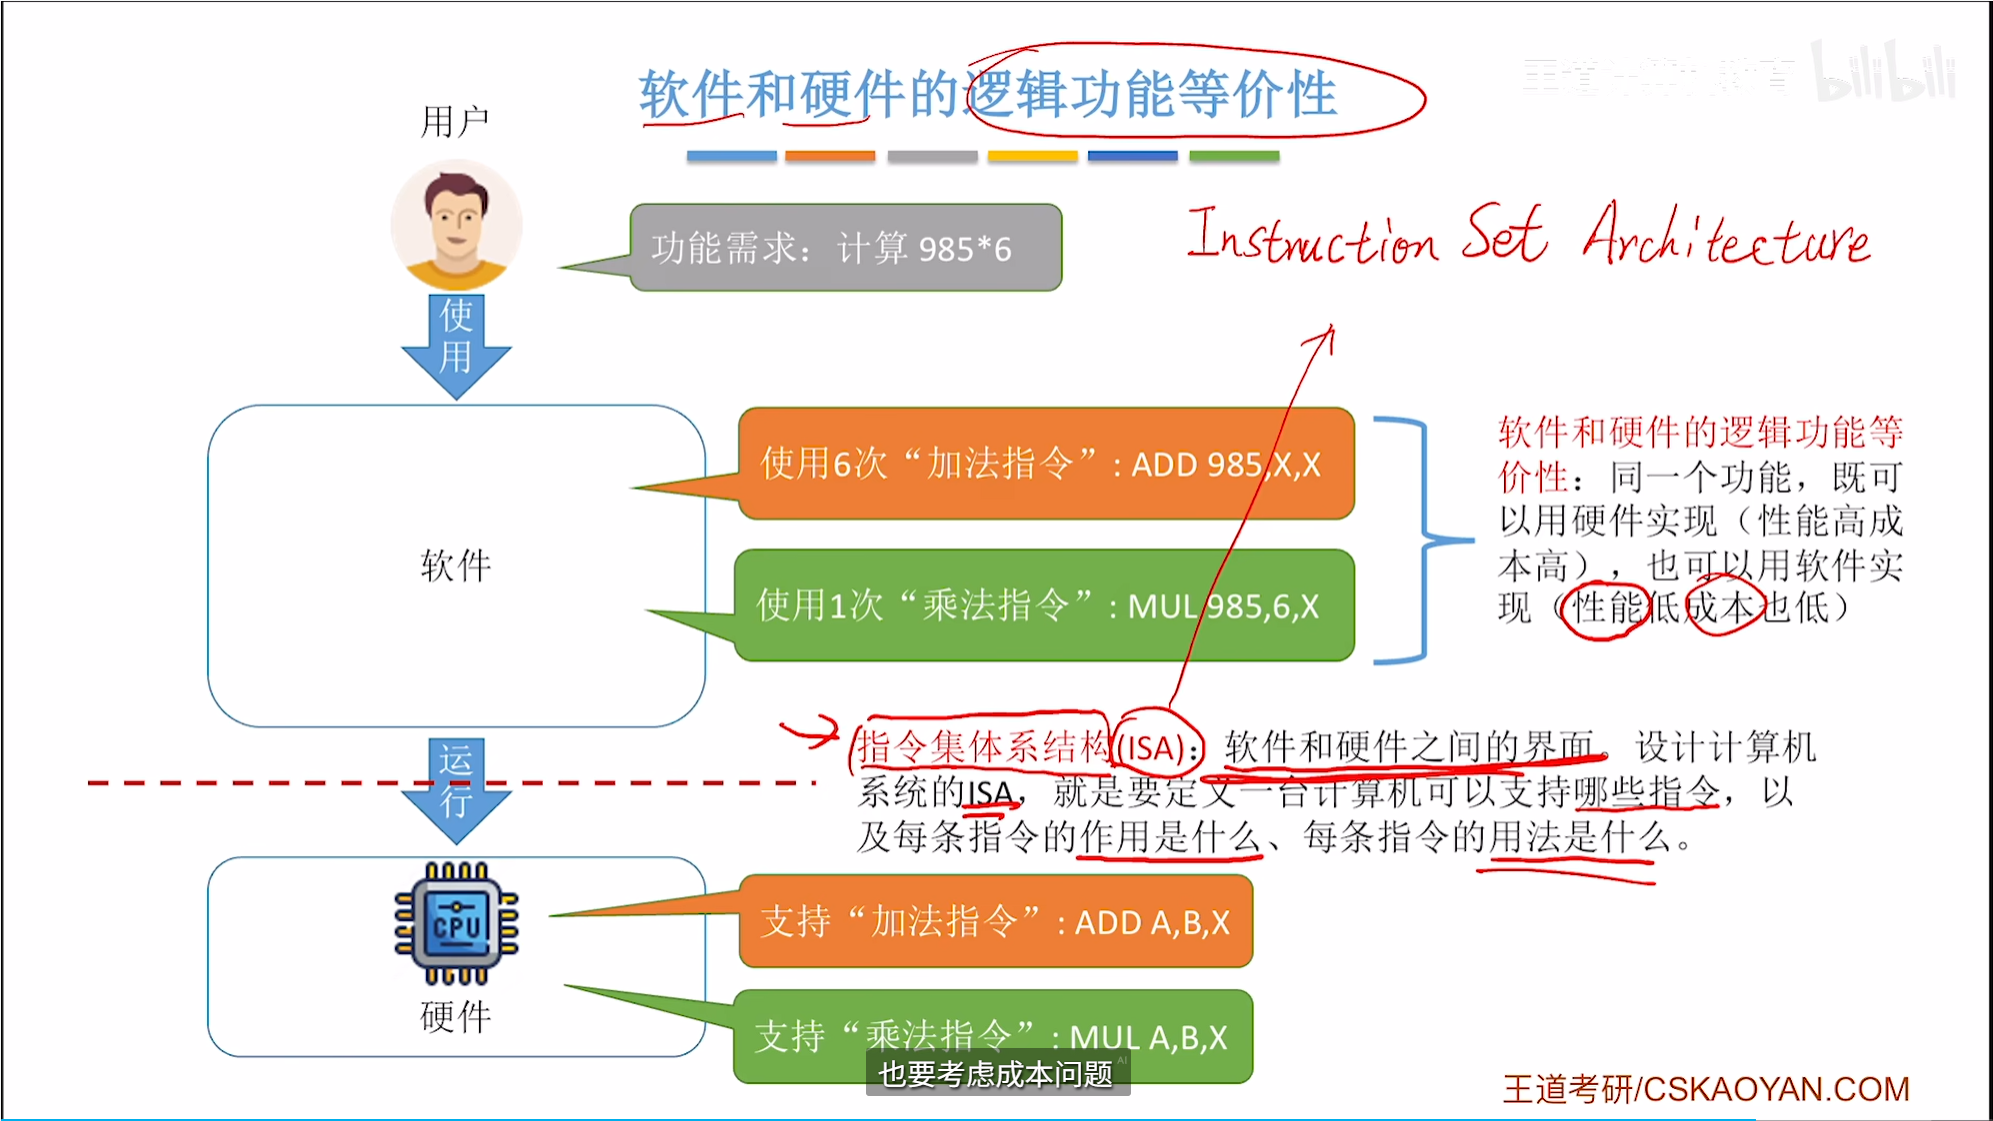 软件和硬件的逻辑功能等价性
bilibili
用户
功能需求：计算 985*6
Instruction Set Architecture
使
用
软件
使用6次“加法指令”: ADD 985,X,X
使用1次“乘法指令”: MUL 985,6,X
软件和硬件的逻辑功能等
价性：同一个功能，既可
以用硬件实现（性能高成
本高），也可以用软件实
现（性能低成本也低）
运
行
指令集体系结构(ISA)：软件和硬件之间的界面。设计计算机
系统的ISA，就是要定义一台计算机可以支持哪些指令，以
及每条指令的作用是什么、每条指令的用法是什么。
CPU
硬件
支持“加法指令”: ADD A,B,X
支持“乘法指令”: MUL A,B,X
AI
也要考虑成本问题
王道考研/CSKAOYAN.COM